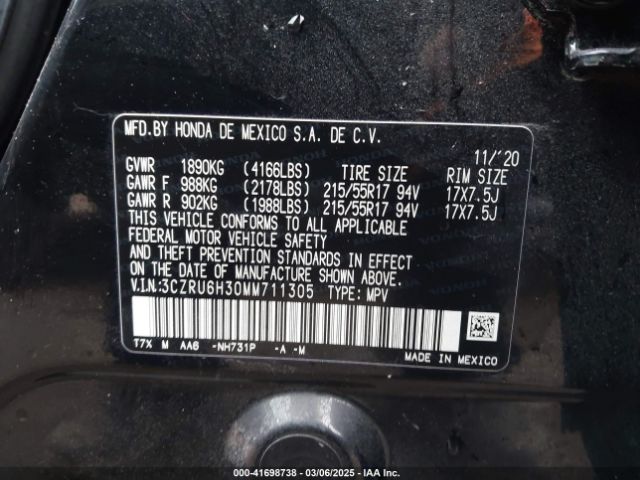 MFD.BY HONDA DE MEXICO S.A. DE C.V.
11/'20
GVWR 1890KG (4166LBS) TIRE SIZE RIM SIZE
GAWR F 988KG (2178LBS) 215/55R17 94V 17X7.5J
GAWR R 902KG (1988LBS) 215/55R17 94V 17X7.5J
THIS VEHICLE CONFORMS TO ALL APPLICABLE
FEDERAL MOTOR VEHICLE SAFETY
AND THEFT PREVENTION STANDARDS IN EFFECT
ON THE DATE OF MANUFACTURE SHOWN ABOVE.
V.I.N:3CZRU6H30MM711305 TYPE: MPV
T7X M AA6 -NH731P -A -M
MADE IN MEXICO
000-41698738 - 03/06/2025 - IAA Inc.